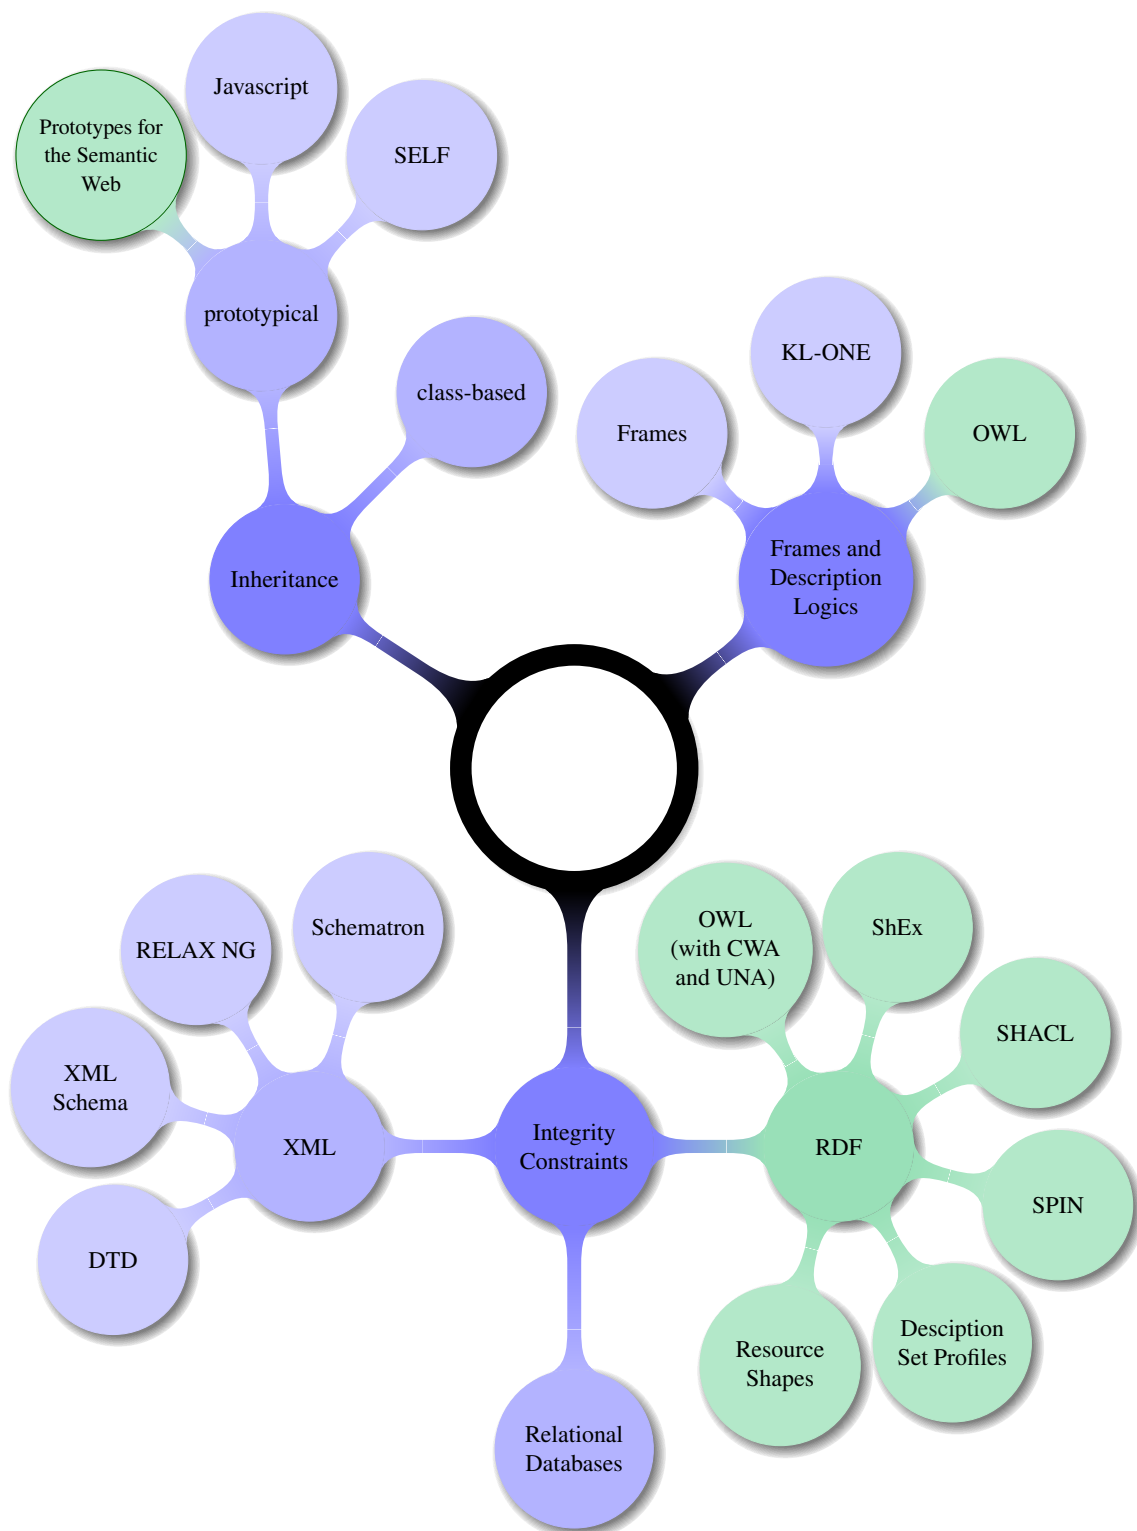 Javascript
Prototypes for
the Semantic
Web
SELF
prototypical
KL-ONE
class-based
Frames
OWL
Inheritance
Frames and
Description
Logics
OWL
(with CWA
and UNA)
Schematron
ShEx
RELAX NG
SHACL
XML
Schema
XML
Integrity
Constraints
RDF
SPIN
DTD
Resource
Shapes
Desciption
Set Profiles
Relational
Databases